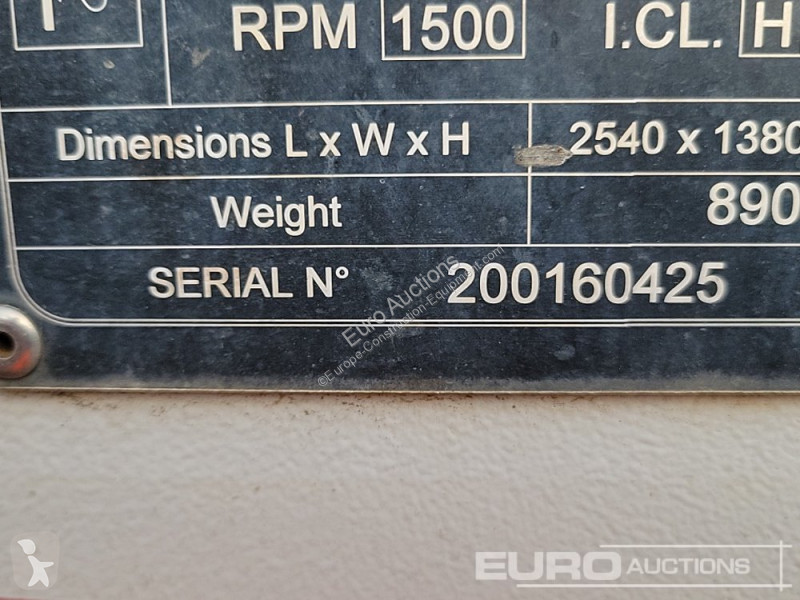 RPM 1500 I.CL. H
Dimensions L x W x H 2540 x 1380
Weight 890
SERIAL N° 200160425
Euro Auctions
©Europe-Construction-Equipment.com
EURO AUCTIONS